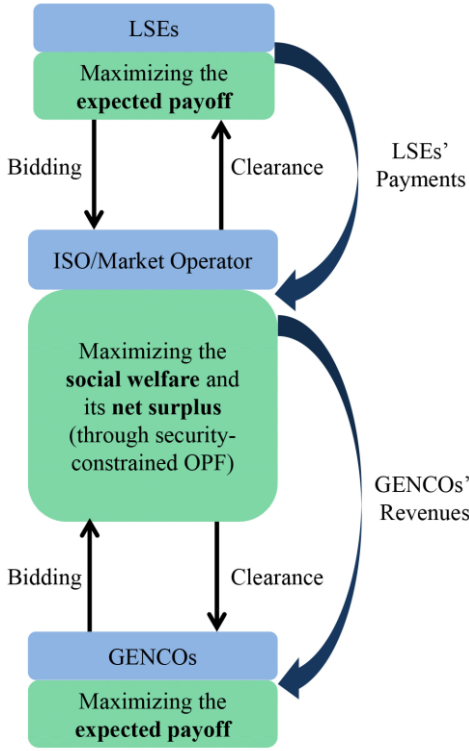 LSEs
Maximizing the
expected payoff
Bidding
Clearance
LSEs’
Payments
ISO/Market Operator
Maximizing the
social welfare and
its net surplus
(through security-
constrained OPF)
GENCOs’
Revenues
Bidding
Clearance
GENCOs
Maximizing the
expected payoff